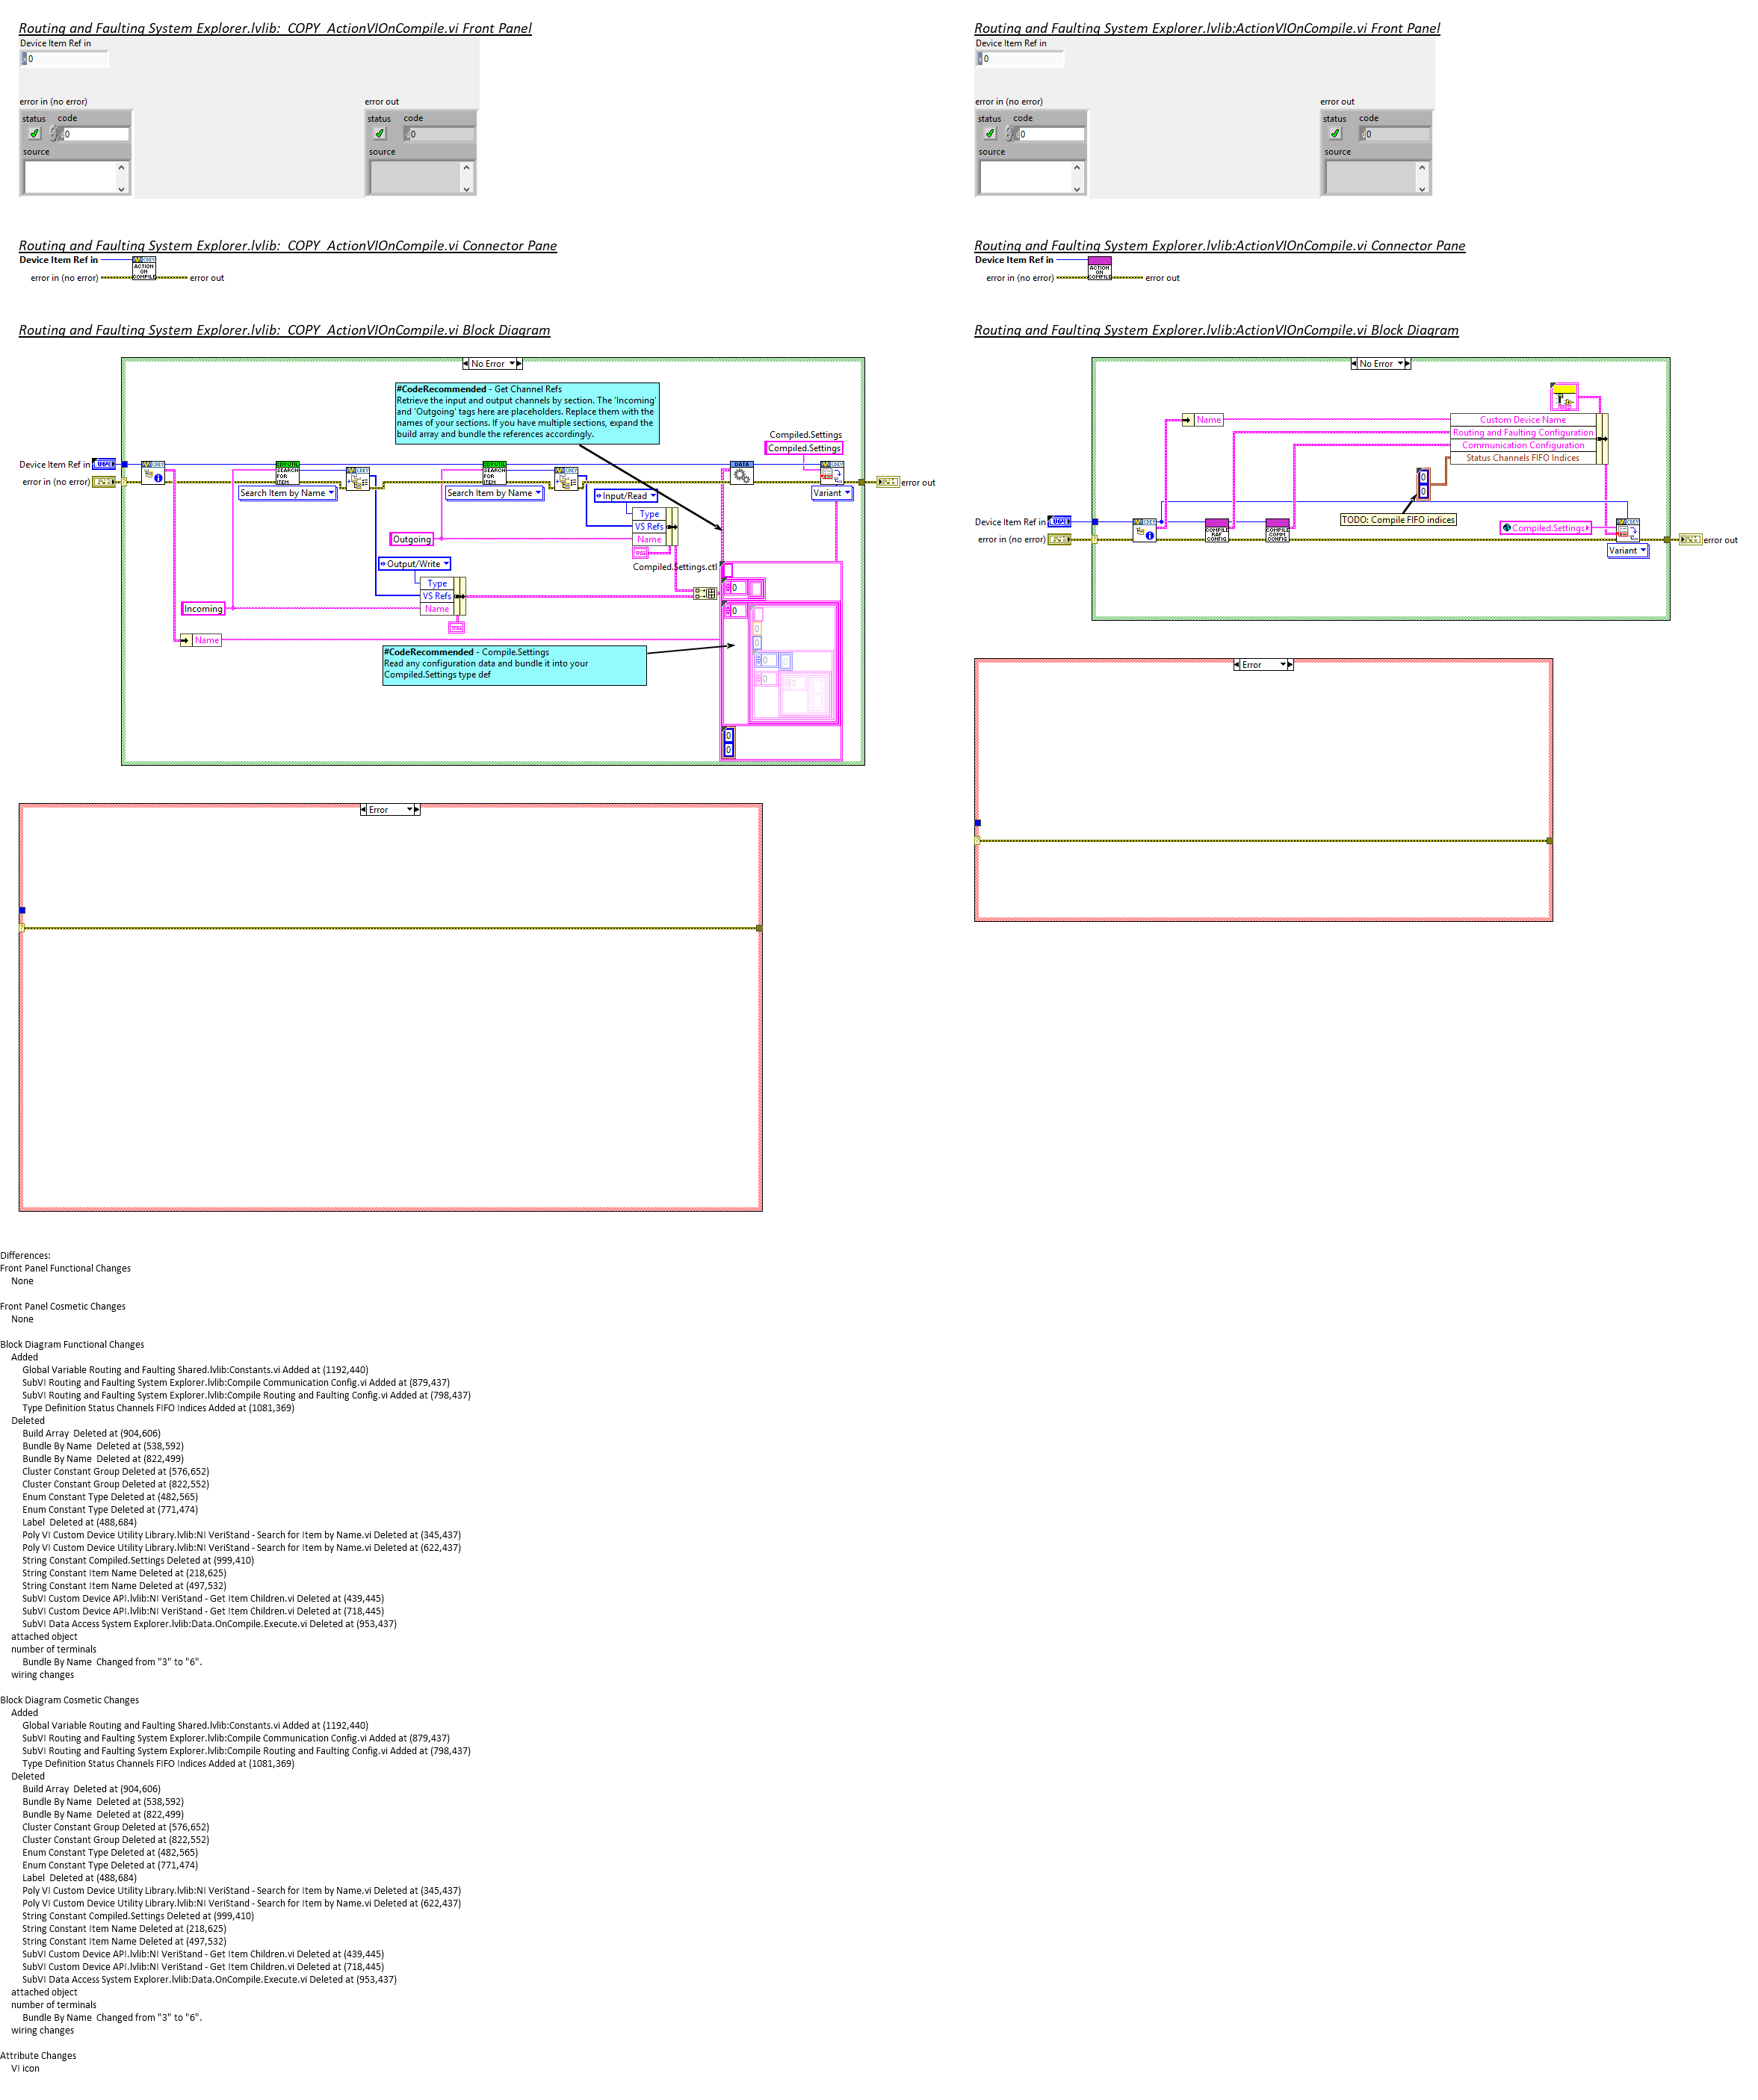 Routing and Faulting System Explorer.lvlib:_COPY_ActionVIOnCompile.vi Front Panel
Device Item Ref in
0
error in (no error)
error out
status code
0
source
status code
0
source
Routing and Faulting System Explorer.lvlib:_COPY_ActionVIOnCompile.vi Connector Pane
Device Item Ref in
ACTION
ON
COMPILE
error in (no error)
error out
Routing and Faulting System Explorer.lvlib:_COPY_ActionVIOnCompile.vi Block Diagram
No Error
#CodeRecommended - Get Channel Refs
Retrieve the input and output channels by section. The 'Incoming'
and 'Outgoing' tags here are placeholders. Replace them with the
names of your sections. If you have multiple sections, expand the
build array and bundle the references accordingly.
Compiled.Settings
Compiled.Settings
Device Item Ref in
SEARCH
FOR
ITEM
SEARCH
FOR
ITEM
DATA
error in (no error)
error out
Search Item by Name
Search Item by Name
Input/Read
Variant
Type
VS Refs
Outgoing
Name
Output/Write
Compiled.Settings.ctl
Type
VS Refs
Incoming
Name
0
0
Name
#CodeRecommended - Compile.Settings
Read any configuration data and bundle it into your
Compiled.Settings type def
0
0
0
0
0
0
0
0
Error
Routing and Faulting System Explorer.lvlib:ActionVIOnCompile.vi Front Panel
Device Item Ref in
0
error in (no error)
error out
status code
0
source
status code
0
source
Routing and Faulting System Explorer.lvlib:ActionVIOnCompile.vi Connector Pane
Device Item Ref in
ACTION
ON
COMPILE
error in (no error)
error out
Routing and Faulting System Explorer.lvlib:ActionVIOnCompile.vi Block Diagram
No Error
Name
Custom Device Name
Routing and Faulting Configuration
Communication Configuration
Status Channels FIFO Indices
0
0
TODO: Compile FIFO indices
Device Item Ref in
COMPILE
RAF
CONFIG
COMPILE
COMM
CONFIG
Compiled.Settings
error in (no error)
error out
Variant
Error
Differences:
Front Panel Functional Changes
None
Front Panel Cosmetic Changes
None
Block Diagram Functional Changes
Added
Global Variable Routing and Faulting Shared.lvlib:Constants.vi Added at (1192,440)
SubVI Routing and Faulting System Explorer.lvlib:Compile Communication Config.vi Added at (879,437)
SubVI Routing and Faulting System Explorer.lvlib:Compile Routing and Faulting Config.vi Added at (798,437)
Type Definition Status Channels FIFO Indices Added at (1081,369)
Deleted
Build Array  Deleted at (904,606)
Bundle By Name  Deleted at (538,592)
Bundle By Name  Deleted at (822,499)
Cluster Constant Group Deleted at (576,652)
Cluster Constant Group Deleted at (822,552)
Enum Constant Type Deleted at (482,565)
Enum Constant Type Deleted at (771,474)
Label  Deleted at (488,684)
Poly VI Custom Device Utility Library.lvlib:NI VeriStand - Search for Item by Name.vi Deleted at (345,437)
Poly VI Custom Device Utility Library.lvlib:NI VeriStand - Search for Item by Name.vi Deleted at (622,437)
String Constant Compiled.Settings Deleted at (999,410)
String Constant Item Name Deleted at (218,625)
String Constant Item Name Deleted at (497,532)
SubVI Custom Device API.lvlib:NI VeriStand - Get Item Children.vi Deleted at (439,445)
SubVI Custom Device API.lvlib:NI VeriStand - Get Item Children.vi Deleted at (718,445)
SubVI Data Access System Explorer.lvlib:Data.OnCompile.Execute.vi Deleted at (953,437)
attached object
number of terminals
Bundle By Name  Changed from "3" to "6".
wiring changes
Block Diagram Cosmetic Changes
Added
Global Variable Routing and Faulting Shared.lvlib:Constants.vi Added at (1192,440)
SubVI Routing and Faulting System Explorer.lvlib:Compile Communication Config.vi Added at (879,437)
SubVI Routing and Faulting System Explorer.lvlib:Compile Routing and Faulting Config.vi Added at (798,437)
Type Definition Status Channels FIFO Indices Added at (1081,369)
Deleted
Build Array  Deleted at (904,606)
Bundle By Name  Deleted at (538,592)
Bundle By Name  Deleted at (822,499)
Cluster Constant Group Deleted at (576,652)
Cluster Constant Group Deleted at (822,552)
Enum Constant Type Deleted at (482,565)
Enum Constant Type Deleted at (771,474)
Label  Deleted at (488,684)
Poly VI Custom Device Utility Library.lvlib:NI VeriStand - Search for Item by Name.vi Deleted at (345,437)
Poly VI Custom Device Utility Library.lvlib:NI VeriStand - Search for Item by Name.vi Deleted at (622,437)
String Constant Compiled.Settings Deleted at (999,410)
String Constant Item Name Deleted at (218,625)
String Constant Item Name Deleted at (497,532)
SubVI Custom Device API.lvlib:NI VeriStand - Get Item Children.vi Deleted at (439,445)
SubVI Custom Device API.lvlib:NI VeriStand - Get Item Children.vi Deleted at (718,445)
SubVI Data Access System Explorer.lvlib:Data.OnCompile.Execute.vi Deleted at (953,437)
attached object
number of terminals
Bundle By Name  Changed from "3" to "6".
wiring changes
Attribute Changes
VI icon